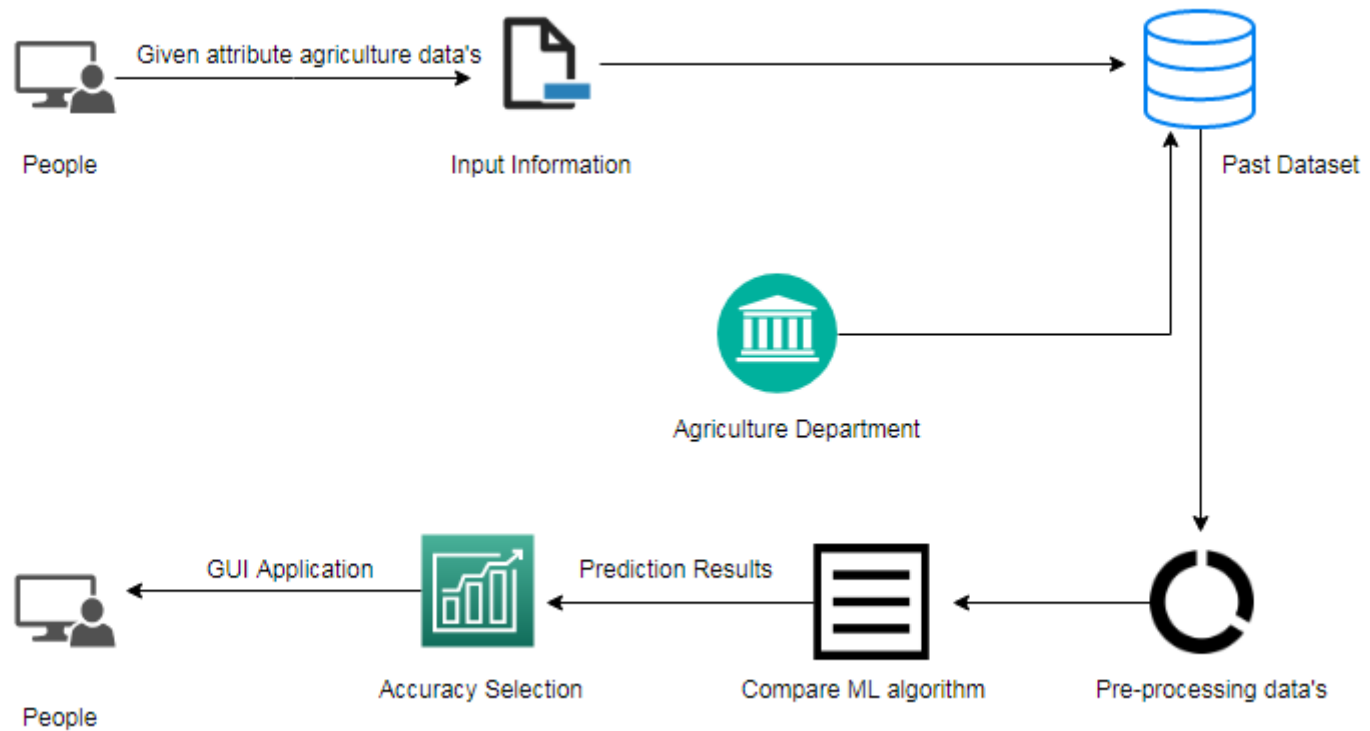 Given attribute agriculture data's
People
Input Information
Past Dataset
Agriculture Department
GUI Application
Prediction Results
Accuracy Selection
Compare ML algorithm
Pre-processing data's
People